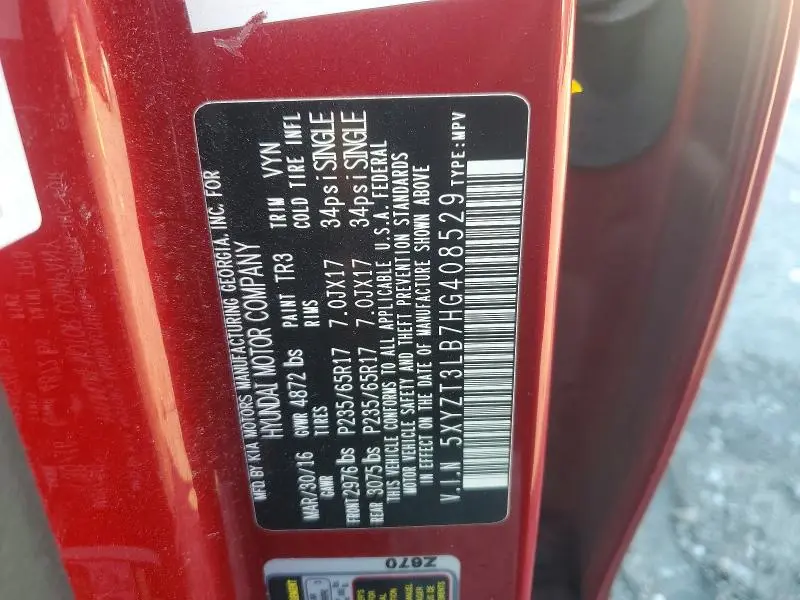 MFD. BY KIA MOTORS MANUFACTURING GEORGIA, INC. FOR
HYUNDAI MOTOR COMPANY
MAR/30/16 GVWR 4872 lbs PAINT TR3 TRIM VYN
GAWR TIRES RIMS COLD TIRE INFL
FRONT 2976 lbs P235/65R17 7.0JX17 34psi SINGLE
REAR 3075 lbs P235/65R17 7.0JX17 34psi SINGLE
THIS VEHICLE CONFORMS TO ALL APPLICABLE U.S.A. FEDERAL
MOTOR VEHICLE SAFETY AND THEFT PREVENTION STANDARDS
IN EFFECT ON THE DATE OF MANUFACTURE SHOWN ABOVE
V.I.N 5XYZT3LB7HG408529 TYPE:MPV
Z670